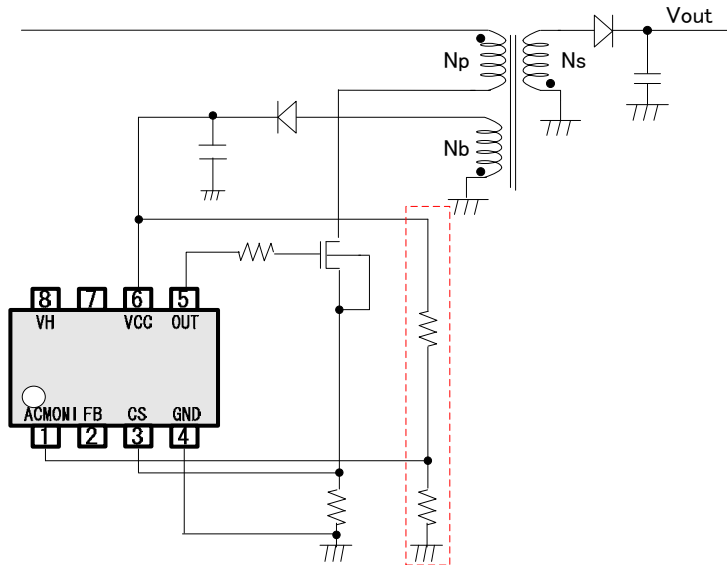 Vout
Np
Ns
Nb
8 7 6 5
VH VCC OUT
ACMONI FB CS GND
1 2 3 4